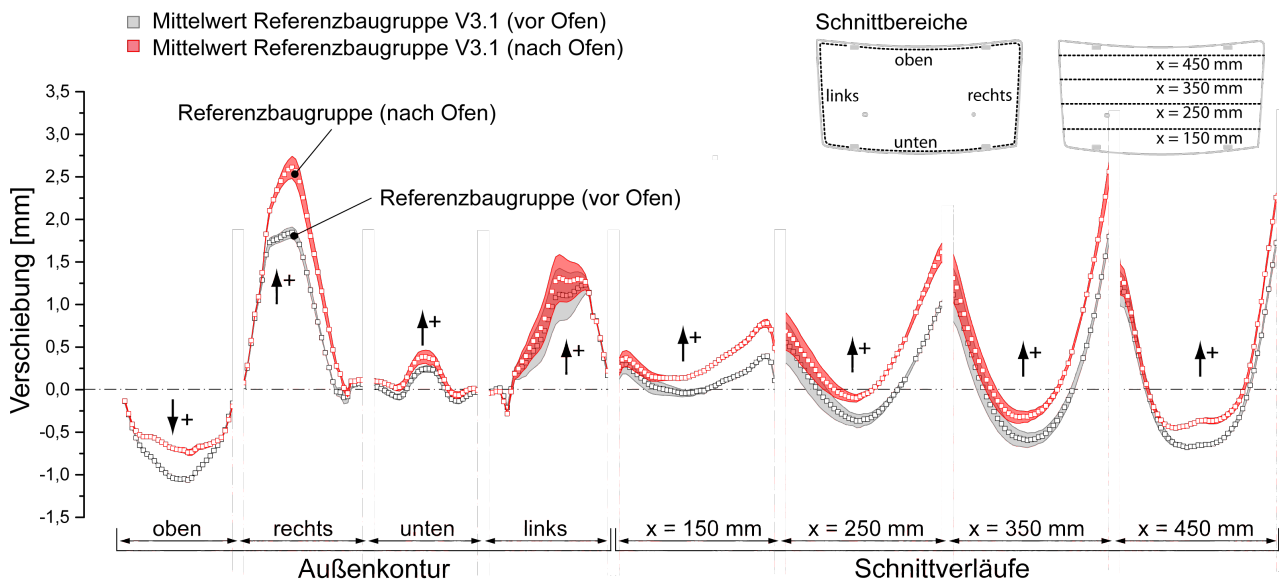 Mittelwert Referenzbaugruppe V3.1 (vor Ofen)
Mittelwert Referenzbaugruppe V3.1 (nach Ofen)
Schnittbereiche
oben
links
rechts
unten
x = 450 mm
x = 350 mm
x = 250 mm
x = 150 mm
Referenzbaugruppe (nach Ofen)
Referenzbaugruppe (vor Ofen)
Verschiebung [mm]
3,5
3,0
2,5
2,0
1,5
1,0
0,5
0,0
-0,5
-1,0
-1,5
+
+
+
+
+
+
+
+
oben
rechts
unten
links
x = 150 mm
x = 250 mm
x = 350 mm
x = 450 mm
Außenkontur
Schnittverläufe